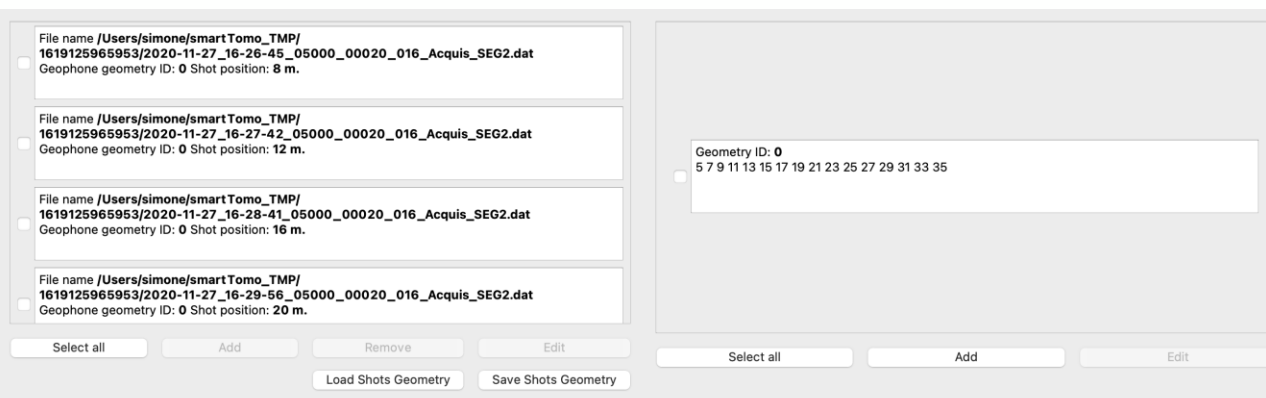 File name /Users/simone/smartTomo_TMP/
1619125965953/2020-11-27_16-26-45_05000_00020_016_Acquis_SEG2.dat
Geophone geometry ID: 0 Shot position: 8 m.
File name /Users/simone/smartTomo_TMP/
1619125965953/2020-11-27_16-27-42_05000_00020_016_Acquis_SEG2.dat
Geophone geometry ID: 0 Shot position: 12 m.
File name /Users/simone/smartTomo_TMP/
1619125965953/2020-11-27_16-28-41_05000_00020_016_Acquis_SEG2.dat
Geophone geometry ID: 0 Shot position: 16 m.
File name /Users/simone/smartTomo_TMP/
1619125965953/2020-11-27_16-29-56_05000_00020_016_Acquis_SEG2.dat
Geophone geometry ID: 0 Shot position: 20 m.
Select all Add Remove Edit
Load Shots Geometry Save Shots Geometry
Geometry ID: 0
5 7 9 11 13 15 17 19 21 23 25 27 29 31 33 35
Select all Add Edit